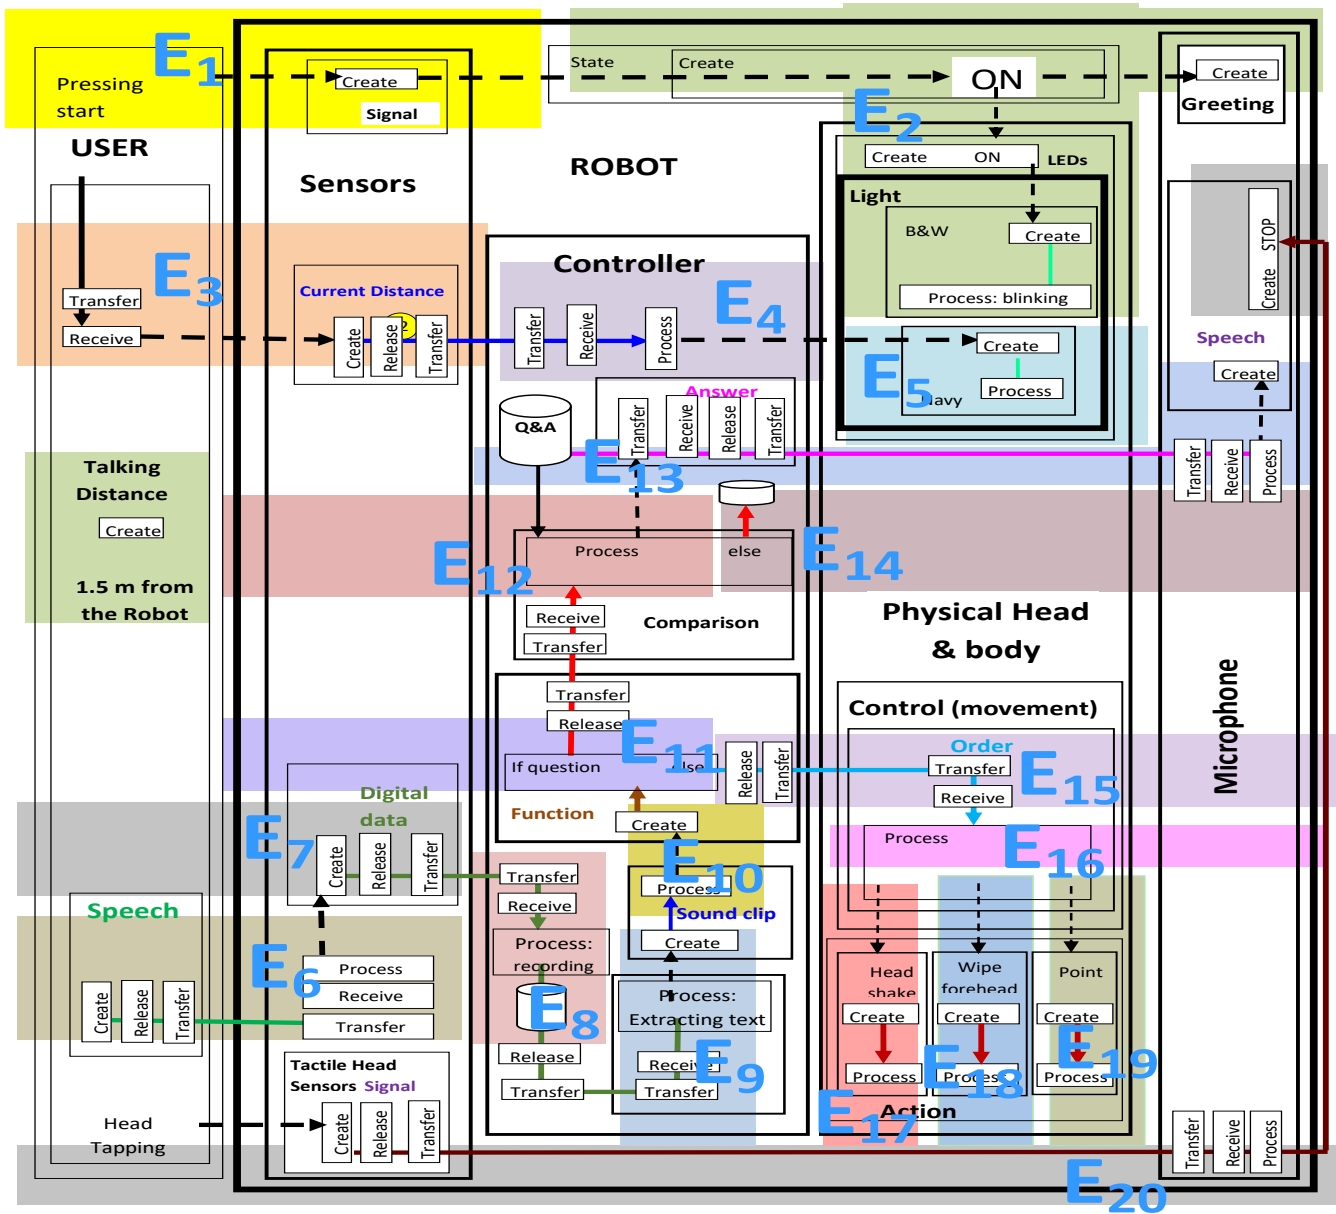 E1
Pressing
start
USER
Create
Signal
Sensors
State
Create
ON
ROBOT
E2
Create
Greeting
Create ON
LEDs
Light
B&W
Create
Process: blinking
Create STOP
Speech
Create
E3
Transfer
Receive
Current Distance
Create
Release
Transfer
Controller
Transfer
Receive
Process
E4
Create
Process
E5
Navy
Answer
Q&A
Transfer
Receive
Release
Transfer
E13
Transfer
Receive
Process
Talking
Distance
Create
1.5 m from
the Robot
E12
Process
else
E14
Receive
Transfer
Comparison
Physical Head
& body
Microphone
Transfer
Release
If question
else
E11
Release
Transfer
Function
Create
Control (movement)
Order
Transfer
Receive
E15
Process
E16
Digital
data
E7
Create
Release
Transfer
Transfer
Receive
Process:
recording
E8
Release
Transfer
E10
Process
Sound clip
Create
Process:
Extracting text
Receive
Transfer
E9
Speech
Create
Release
Transfer
E6
Process
Receive
Transfer
Head
shake
Create
Process
Wipe
forehead
Create
Process
Point
Create
Process
E17
E18
E19
Action
Tactile Head
Sensors Signal
Head
Tapping
Create
Release
Transfer
Transfer
Receive
Process
E20